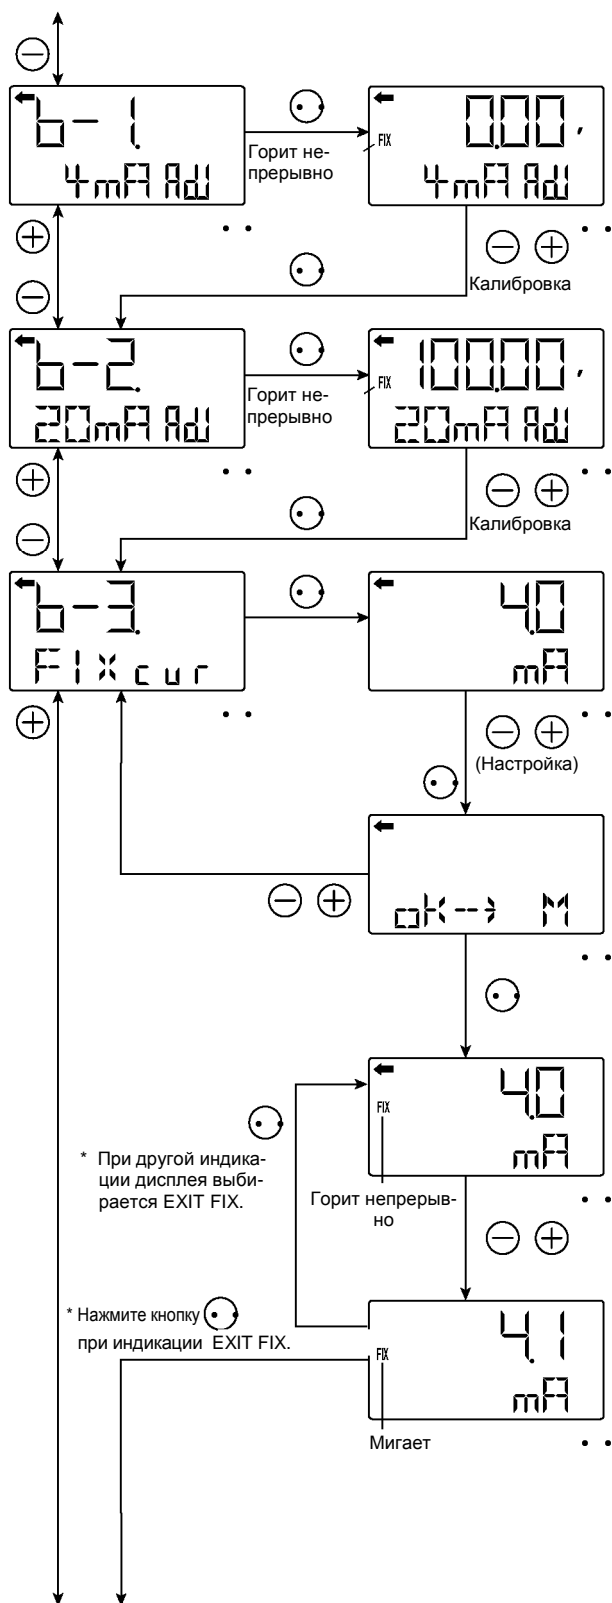 b-1.
4mA Adj
Горит не-
прерывно
0.00
FIX
4mA Adj
Калибровка
b-2.
20mA Adj
Горит не-
прерывно
100.00
FIX
20mA Adj
Калибровка
b-3.
FIXcur
4.0
mA
(Настройка)
oK--> M
4.0
FIX
mA
* При другой индика-
ции дисплея выби-
рается EXIT FIX.
Горит непрерыв-
но
* Нажмите кнопку
при индикации EXIT FIX.
4.1
FIX
mA
Мигает